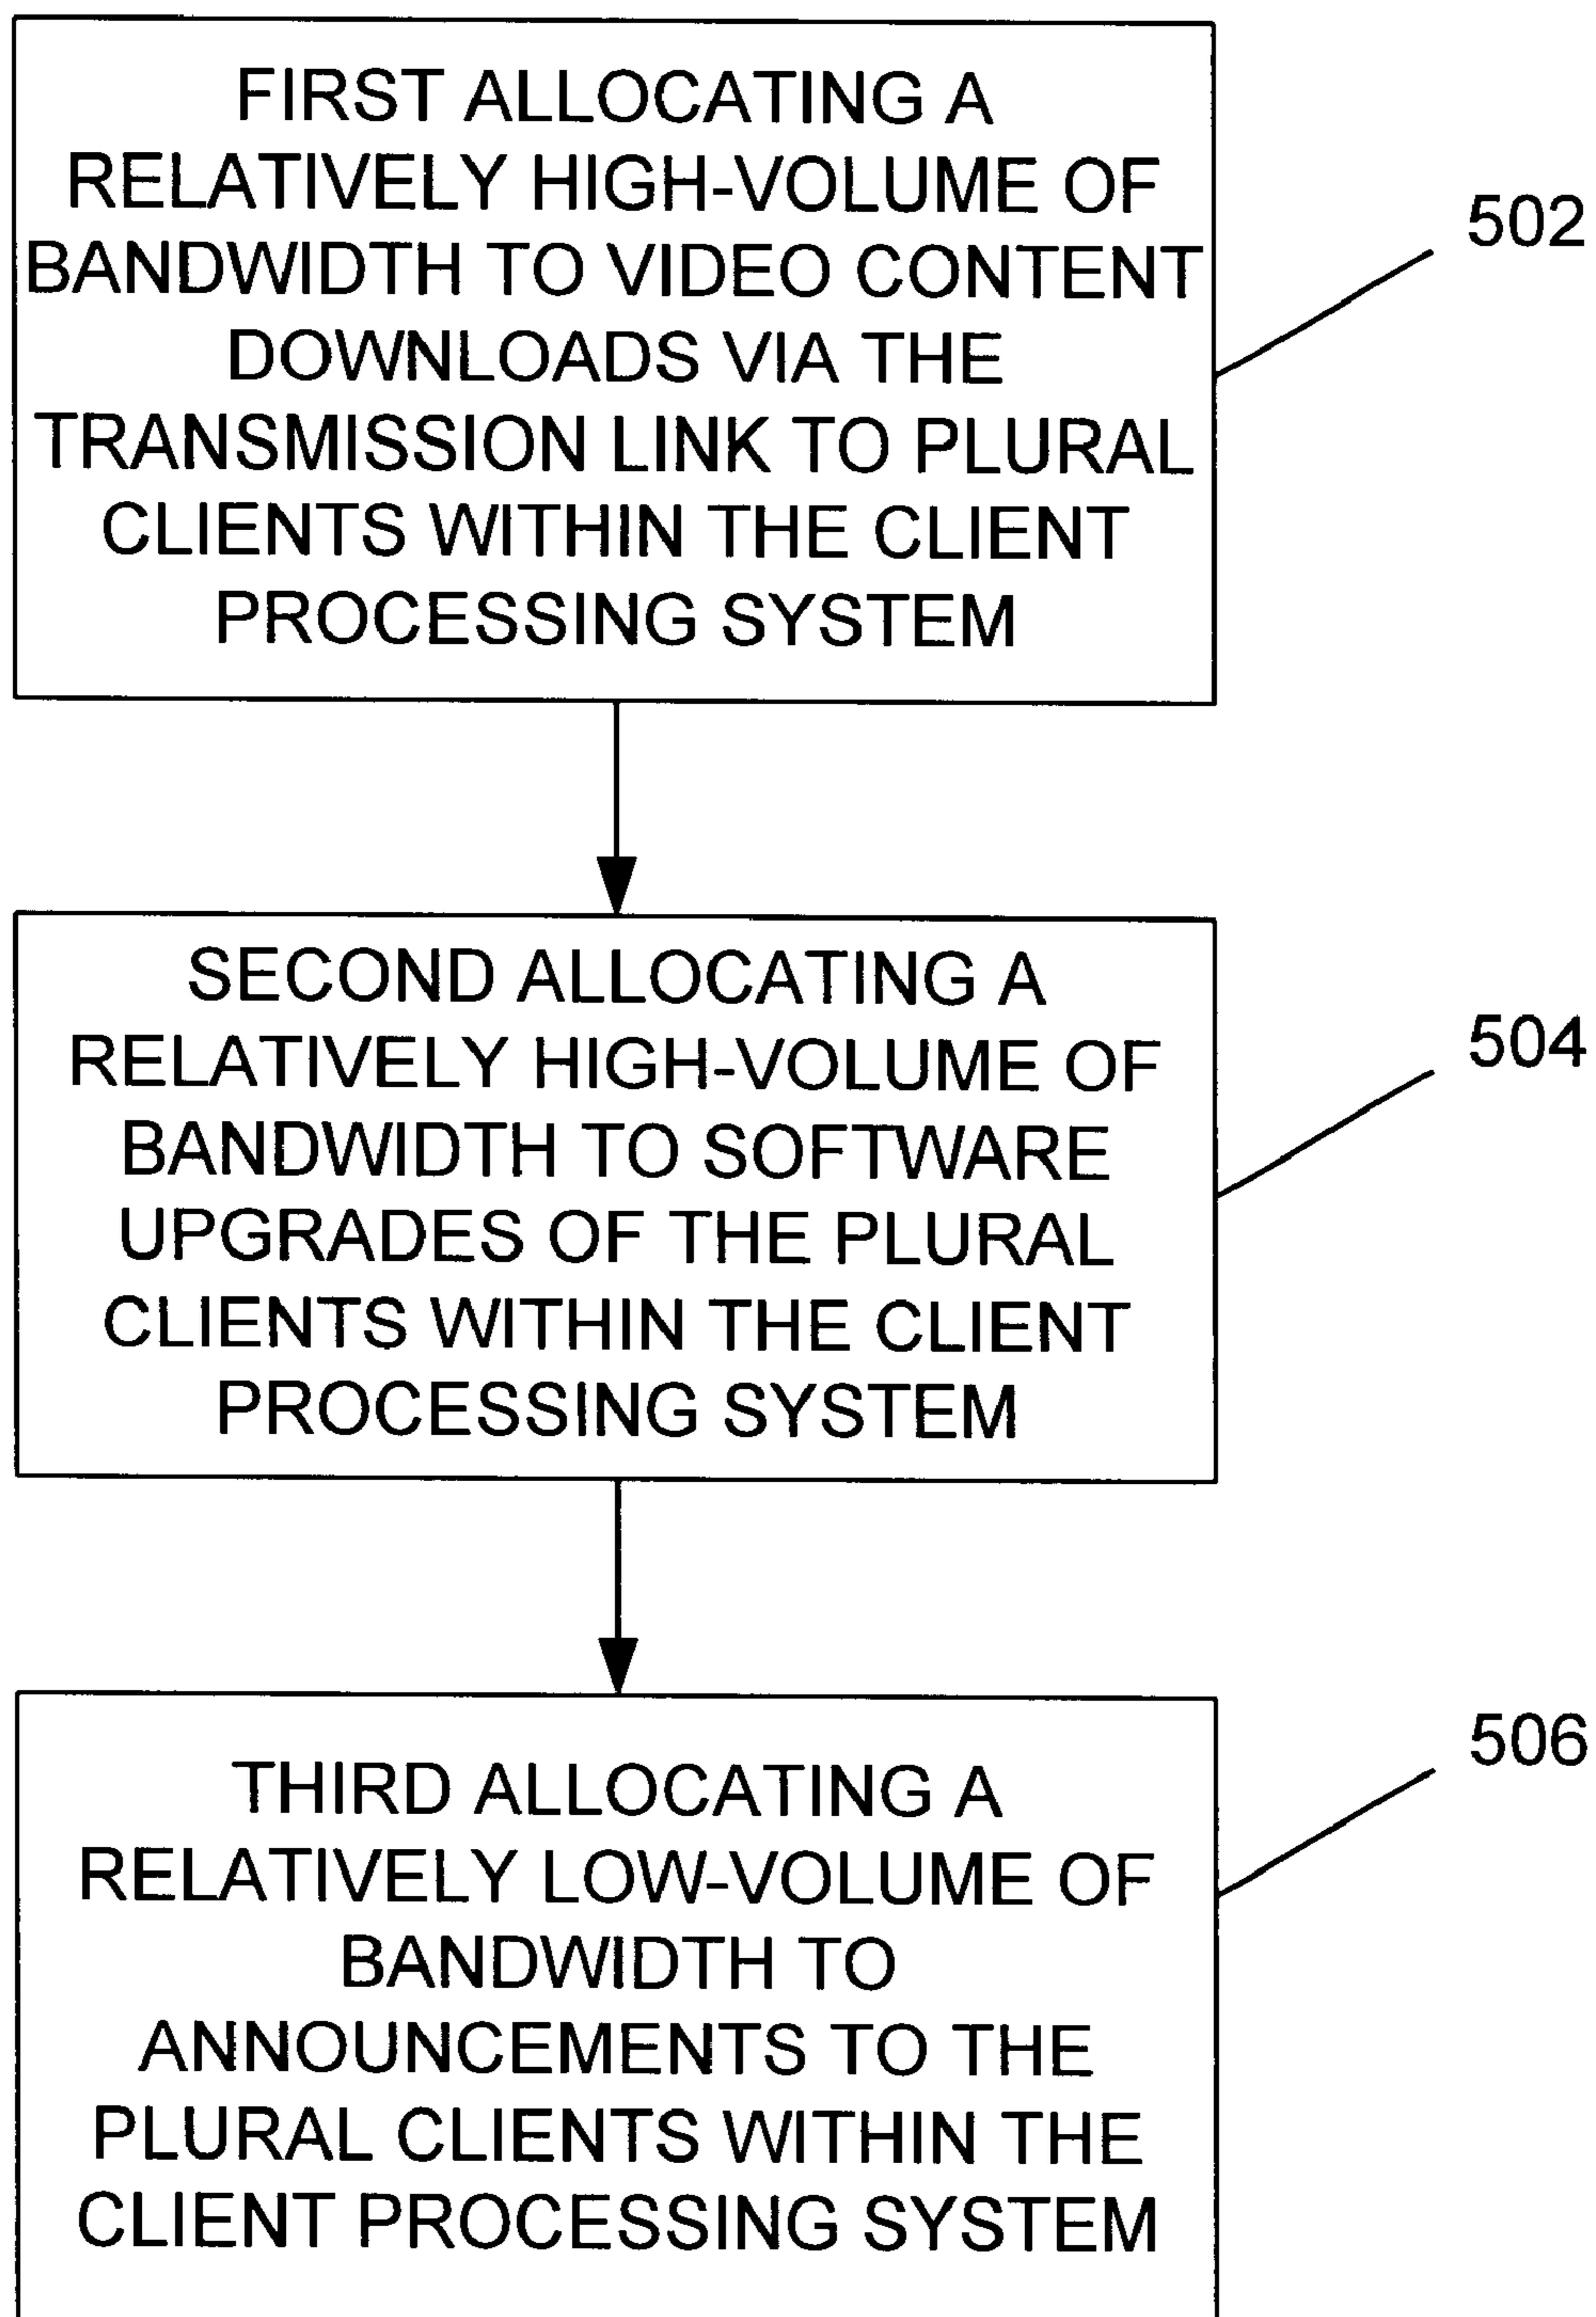 FIRST ALLOCATING A
RELATIVELY HIGH-VOLUME OF
BANDWIDTH TO VIDEO CONTENT
DOWNLOADS VIA THE
TRANSMISSION LINK TO PLURAL
CLIENTS WITHIN THE CLIENT
PROCESSING SYSTEM
502
SECOND ALLOCATING A
RELATIVELY HIGH-VOLUME OF
BANDWIDTH TO SOFTWARE
UPGRADES OF THE PLURAL
CLIENTS WITHIN THE CLIENT
PROCESSING SYSTEM
504
THIRD ALLOCATING A
RELATIVELY LOW-VOLUME OF
BANDWIDTH TO
ANNOUNCEMENTS TO THE
PLURAL CLIENTS WITHIN THE
CLIENT PROCESSING SYSTEM
506